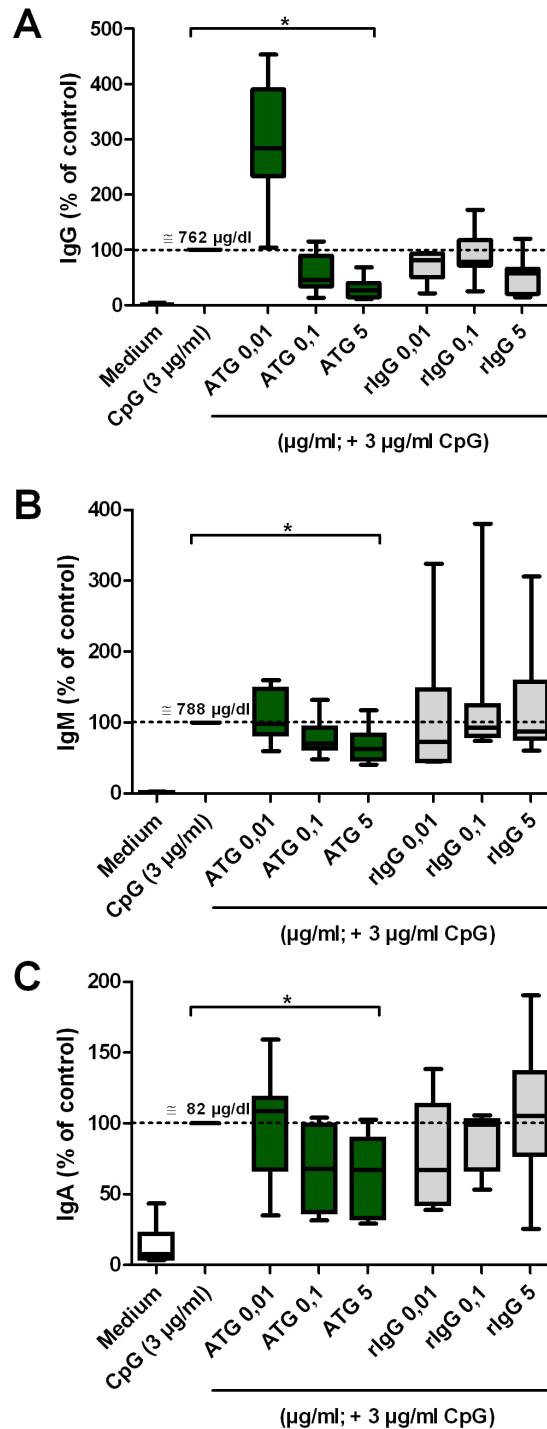 A
IgG (% of control)
500
400
300
200
100
0
*
≅ 762 µg/dl
Medium
CpG (3 µg/ml)
ATG 0,01
ATG 0,1
ATG 5
rIgG 0,01
rIgG 0,1
rIgG 5
(µg/ml; + 3 µg/ml CpG)
B
IgM (% of control)
400
300
200
100
0
*
≅ 788 µg/dl
Medium
CpG (3 µg/ml)
ATG 0,01
ATG 0,1
ATG 5
rIgG 0,01
rIgG 0,1
rIgG 5
(µg/ml; + 3 µg/ml CpG)
C
IgA (% of control)
200
150
100
50
0
*
≅ 82 µg/dl
Medium
CpG (3 µg/ml)
ATG 0,01
ATG 0,1
ATG 5
rIgG 0,01
rIgG 0,1
rIgG 5
(µg/ml; + 3 µg/ml CpG)